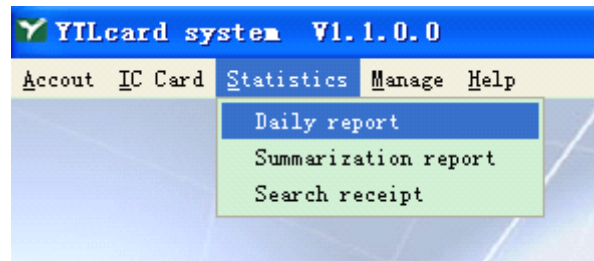 YTLcard system V1.1.0.0
Accout IC Card Statistics Manage Help
Daily report
Summarization report
Search receipt